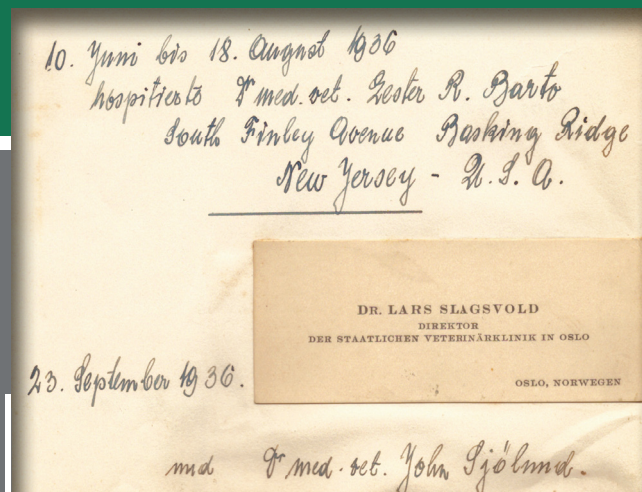 10. Juni bis 18. August 1936
hospitierte Dr med. vet. Lester R. Barto
South Finley Avenue Basking Ridge
New Jersey - U. S. A.
DR. LARS SLAGSVOLD
DIREKTOR
DER STAATLICHEN VETERINÄRKLINIK IN OSLO
OSLO, NORWEGEN
23. September 1936.
und Dr med. vet. John Sjölund.